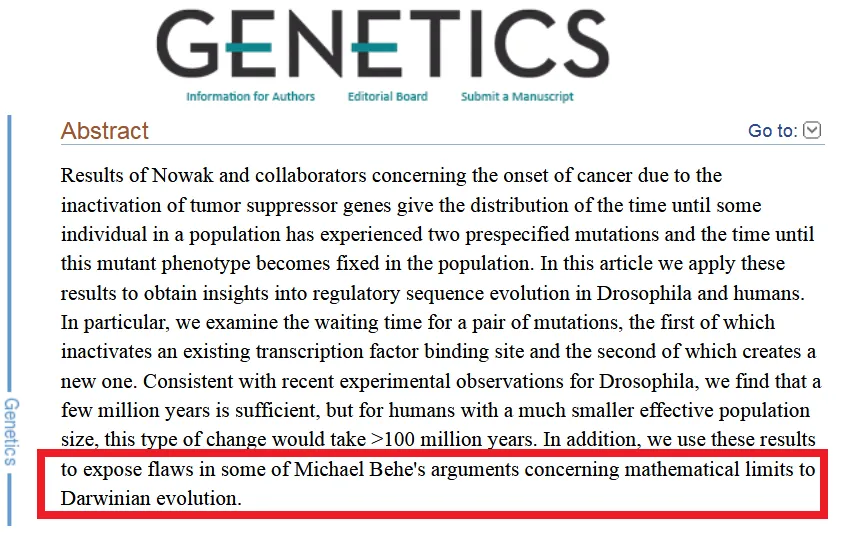 GENETICS
Information for Authors Editorial Board Submit a Manuscript
Abstract Go to:
Results of Nowak and collaborators concerning the onset of cancer due to the
inactivation of tumor suppressor genes give the distribution of the time until some
individual in a population has experienced two prespecified mutations and the time until
this mutant phenotype becomes fixed in the population. In this article we apply these
results to obtain insights into regulatory sequence evolution in Drosophila and humans.
In particular, we examine the waiting time for a pair of mutations, the first of which
inactivates an existing transcription factor binding site and the second of which creates a
new one. Consistent with recent experimental observations for Drosophila, we find that a
few million years is sufficient, but for humans with a much smaller effective population
size, this type of change would take >100 million years. In addition, we use these results
to expose flaws in some of Michael Behe's arguments concerning mathematical limits to
Darwinian evolution.
Genetics